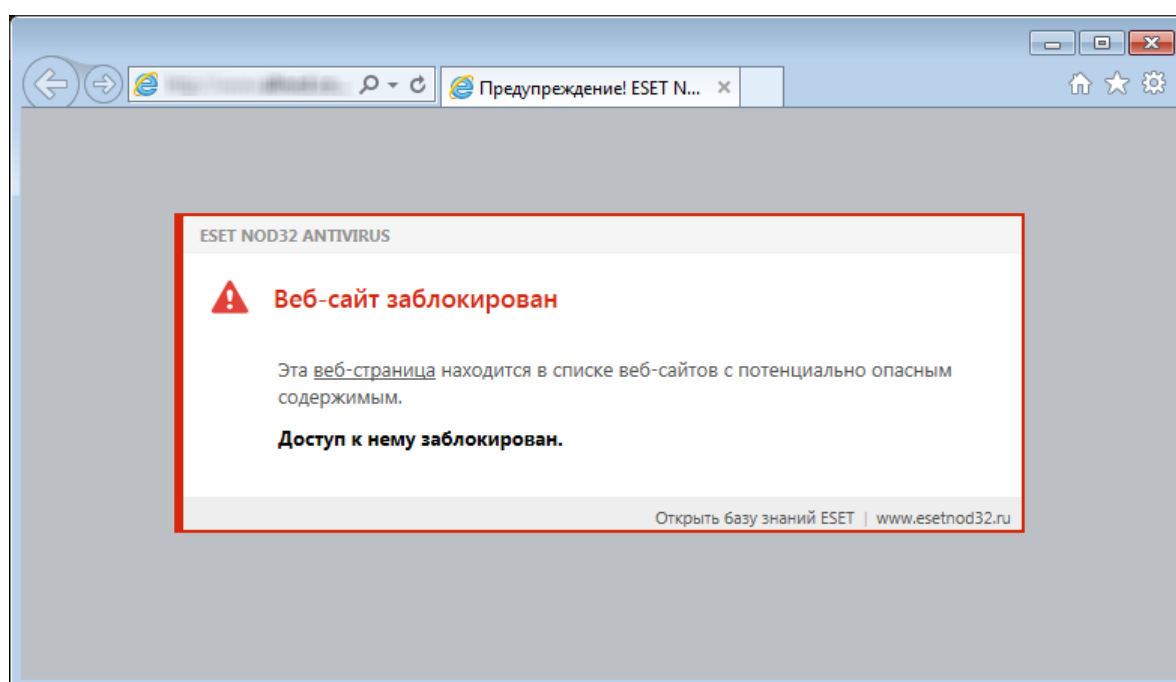 Предупреждение! ESET N...
ESET NOD32 ANTIVIRUS
Веб-сайт заблокирован
Эта веб-страница находится в списке веб-сайтов с потенциально опасным
содержимым.
Доступ к нему заблокирован.
Открыть базу знаний ESET | www.esetnod32.ru